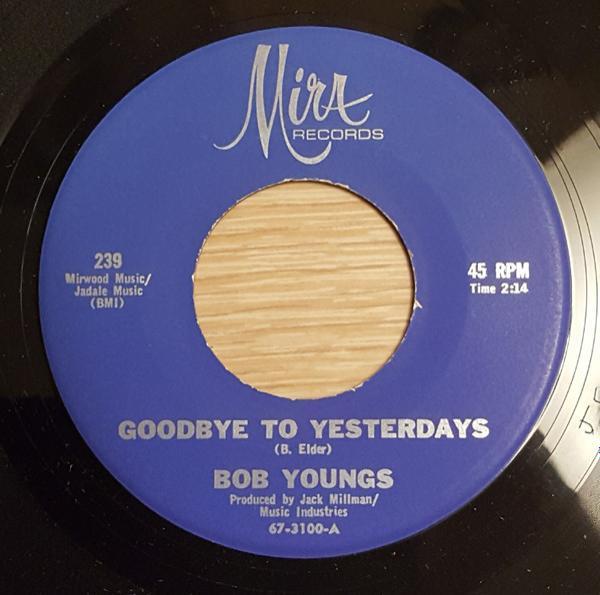 Mira
RECORDS
239
Mirwood Music/
Jadale Music
(BMI)
45 RPM
Time 2:14
GOODBYE TO YESTERDAYS
(B. Elder)
BOB YOUNGS
Produced by Jack Millman/
Music Industries
67-3100-A